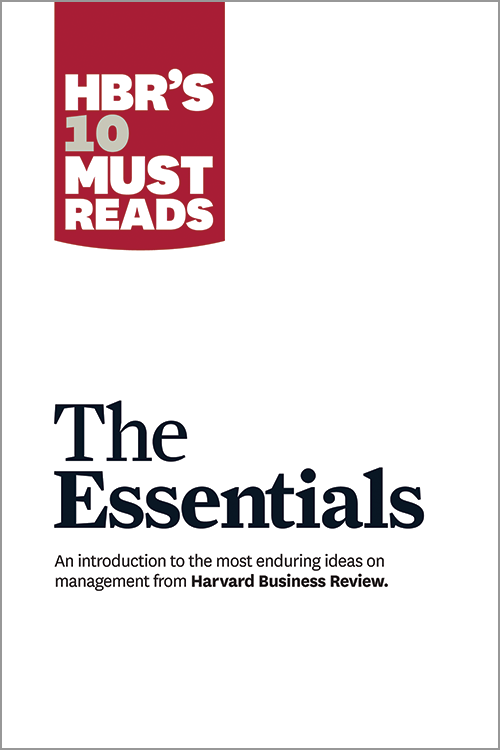 HBR’S
10
MUST
READS
The
Essentials
An introduction to the most enduring ideas on
management from Harvard Business Review.